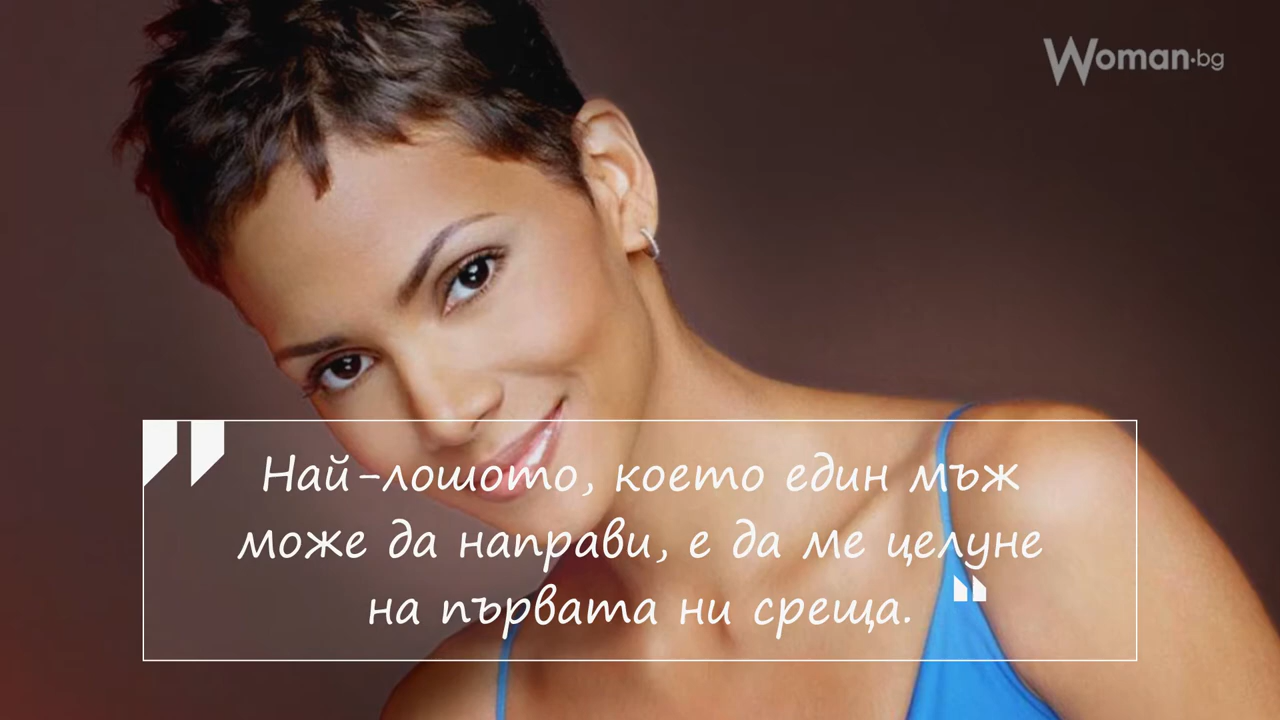 Woman.bg
Най-лошото, което един мъж
може да направи, е да ме целуне
на първата ни среща.